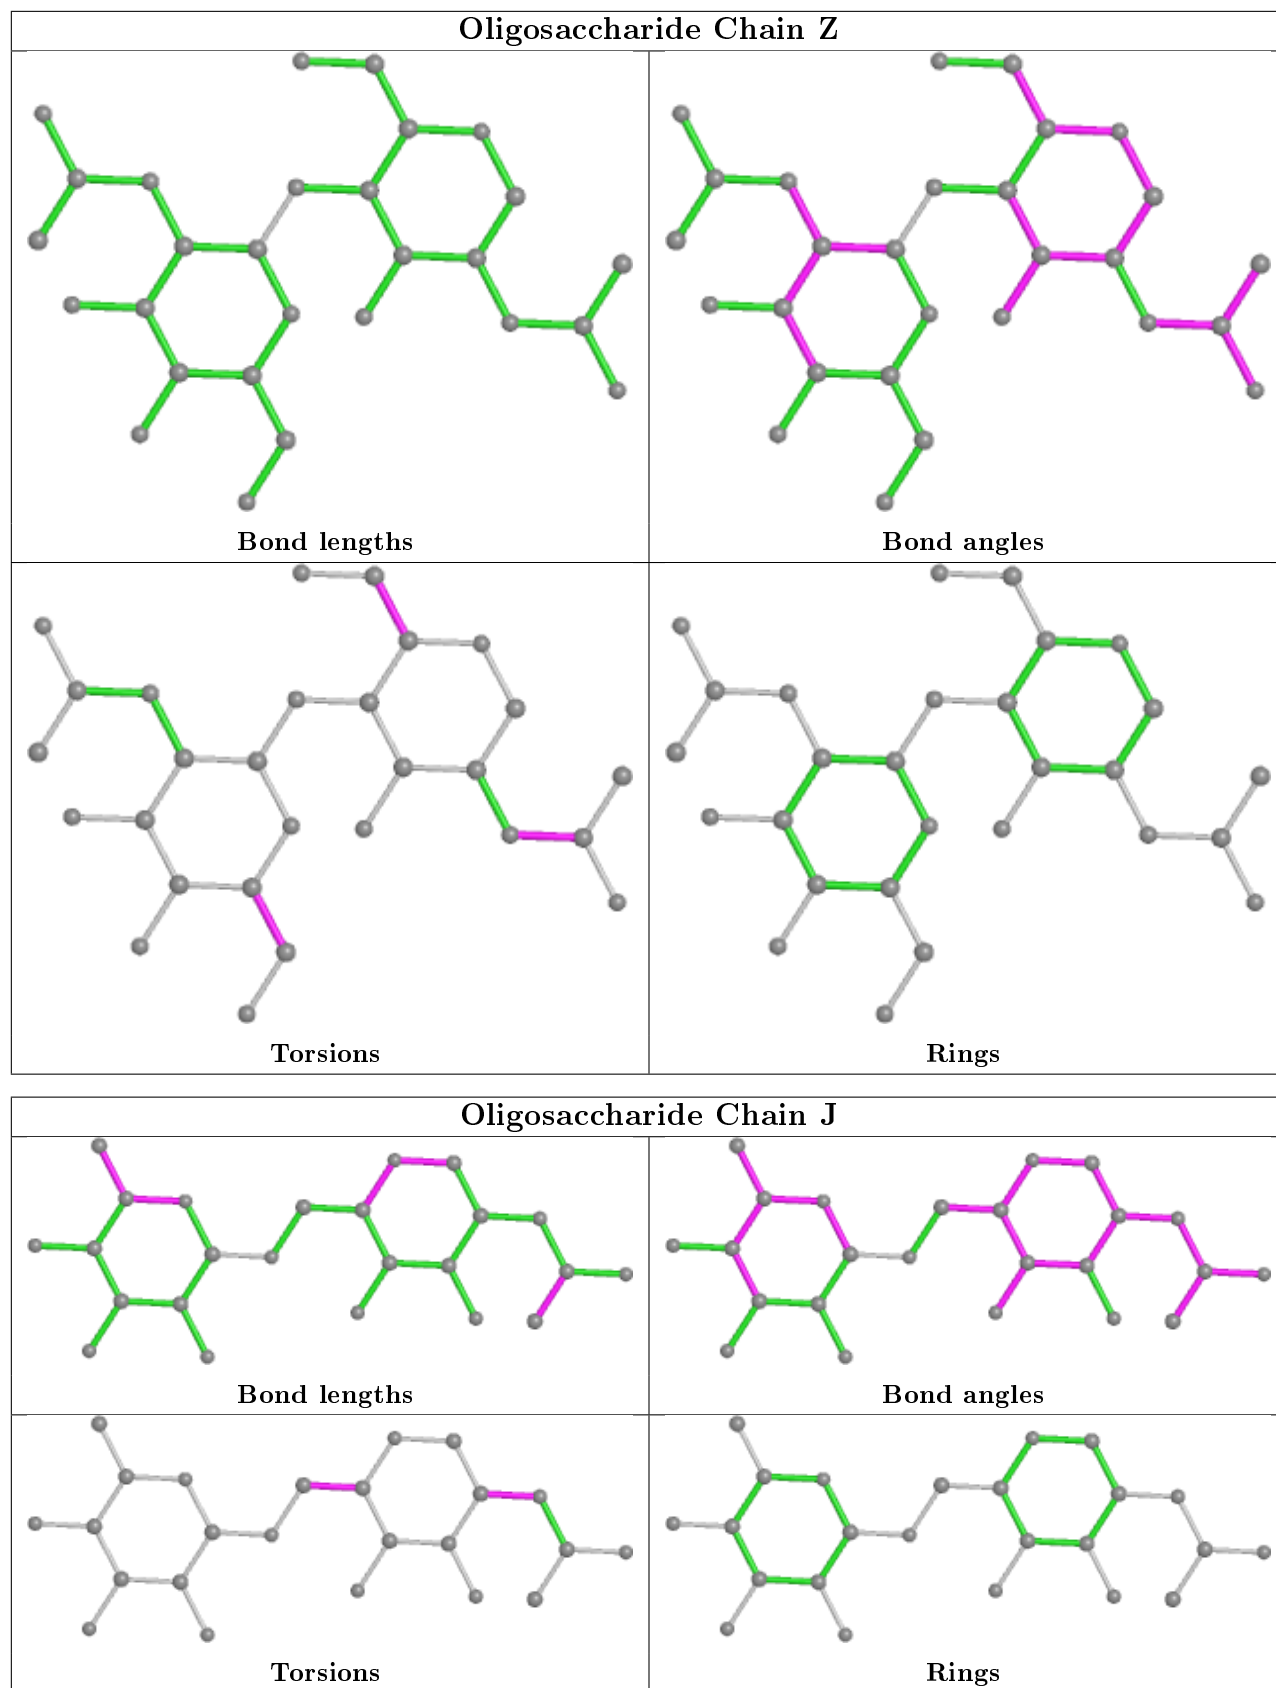 Oligosaccharide Chain Z
Bond lengths
Bond angles
Torsions
Rings
Oligosaccharide Chain J
Bond lengths
Bond angles
Torsions
Rings